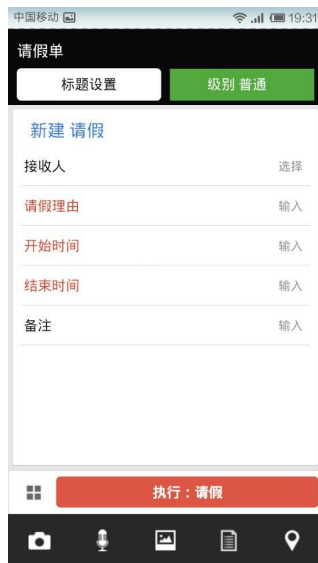 中国移动 19:31
请假单
标题设置 级别 普通
新建 请假
接收人 选择
请假理由 输入
开始时间 输入
结束时间 输入
备注 输入
执行：请假